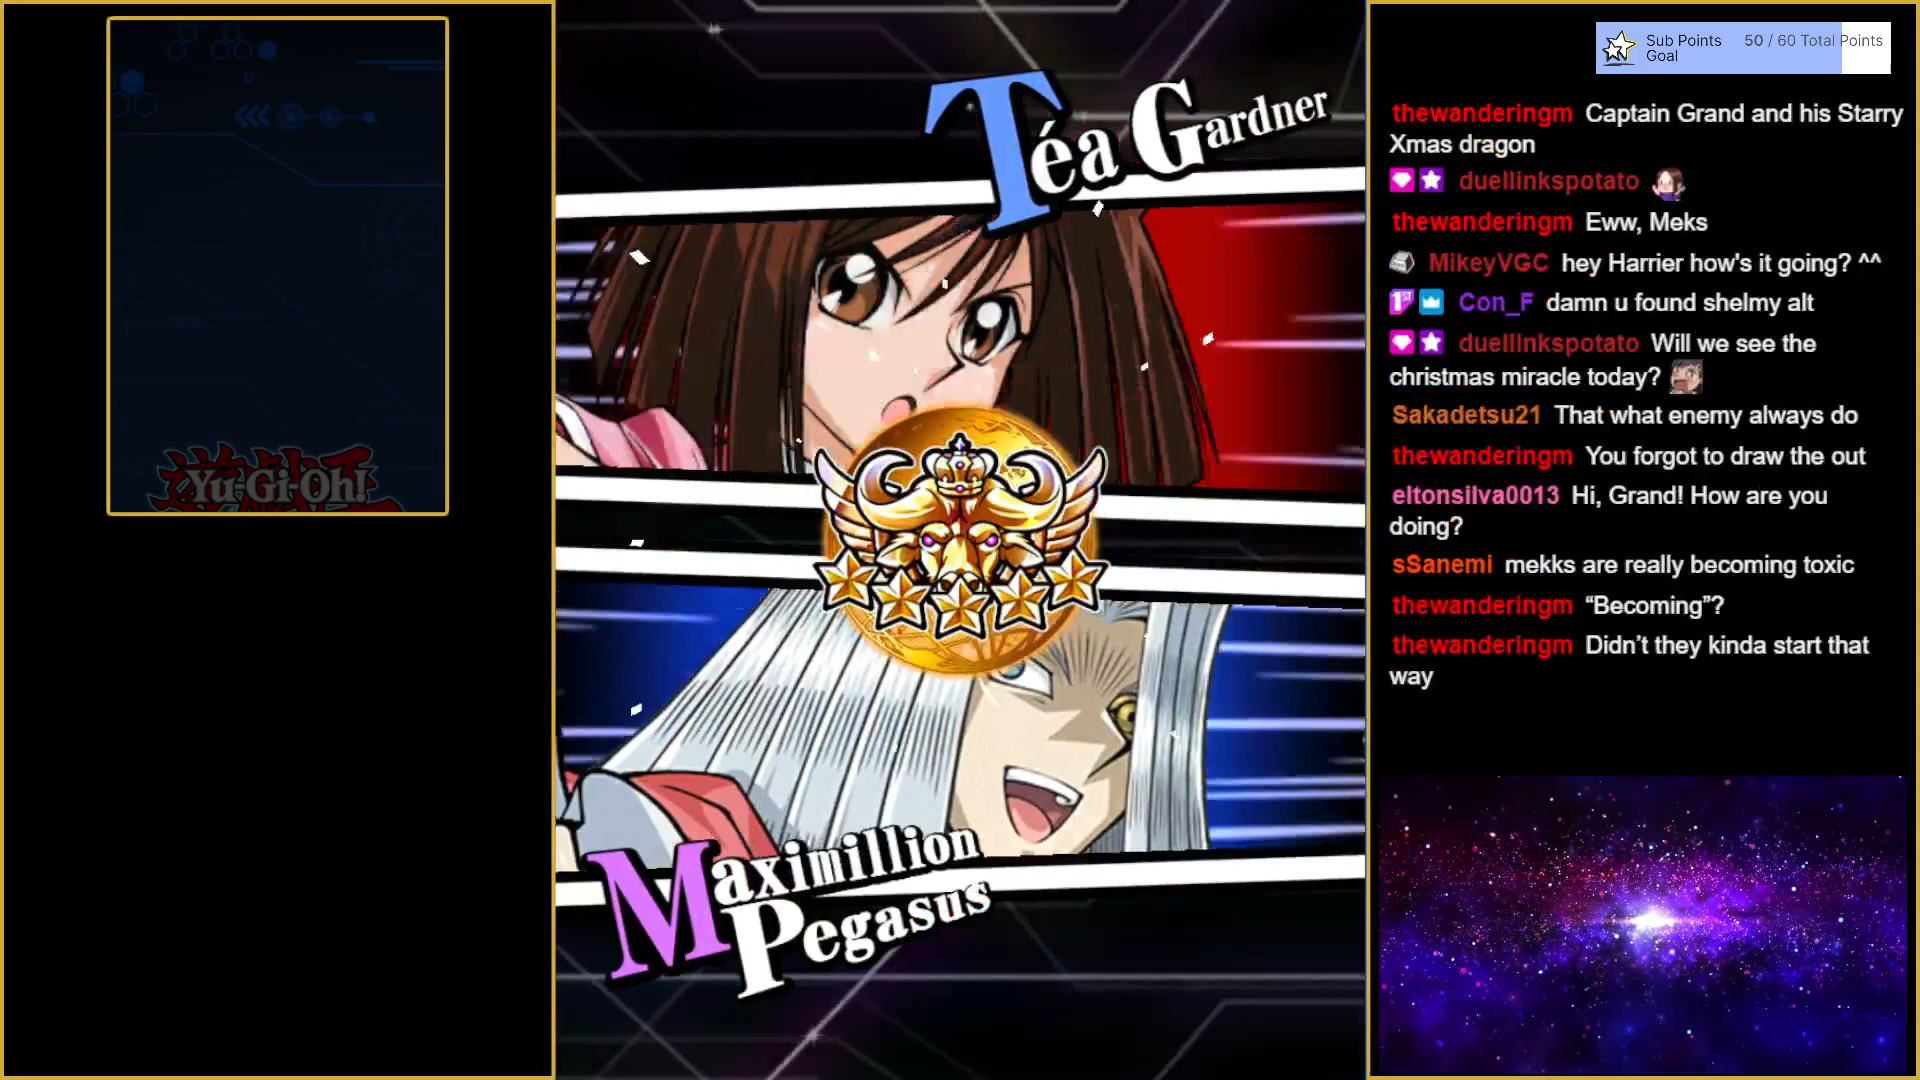 Yu-Gi-Oh!
Téa Gardner
Maximillion
Pegasus
Sub Points
Goal
50 / 60 Total Points
thewanderingm Captain Grand and his Starry
Xmas dragon
duellinkspotato
thewanderingm Eww, Meks
MikeyVGC hey Harrier how's it going? ^^
1ST Con_F damn u found shelmy alt
duellinkspotato Will we see the
christmas miracle today?
Sakadetsu21 That what enemy always do
thewanderingm You forgot to draw the out
eltonsilva0013 Hi, Grand! How are you
doing?
sSanemi mekks are really becoming toxic
thewanderingm “Becoming”?
thewanderingm Didn’t they kinda start that
way